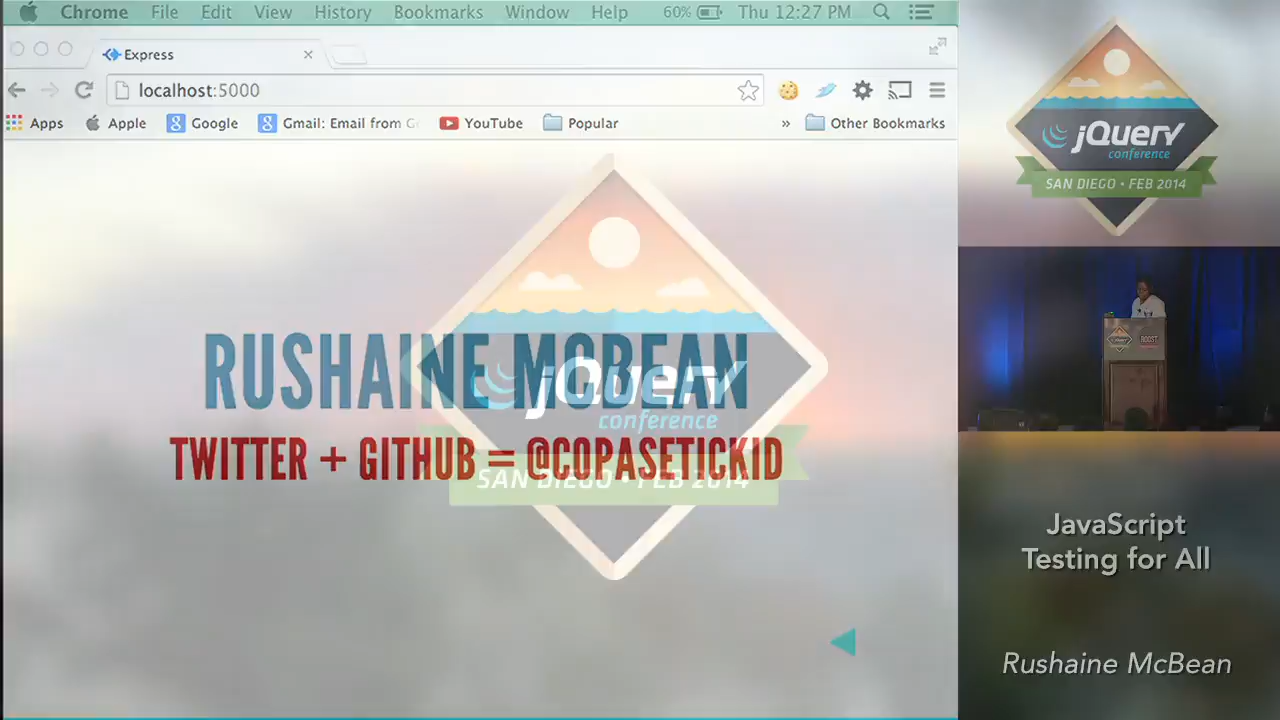 Chrome File Edit View History Bookmarks Window Help 60% Thu 12:27 PM
Express
localhost:5000
Apps Apple Google Gmail: Email from G YouTube Popular » Other Bookmarks
RUSHAINE MCBEAN
TWITTER + GITHUB = @COPASETICKID
jQuery
conference
SAN DIEGO • FEB 2014
jQuery
conference
SAN DIEGO • FEB 2014
JavaScript
Testing for All
Rushaine McBean